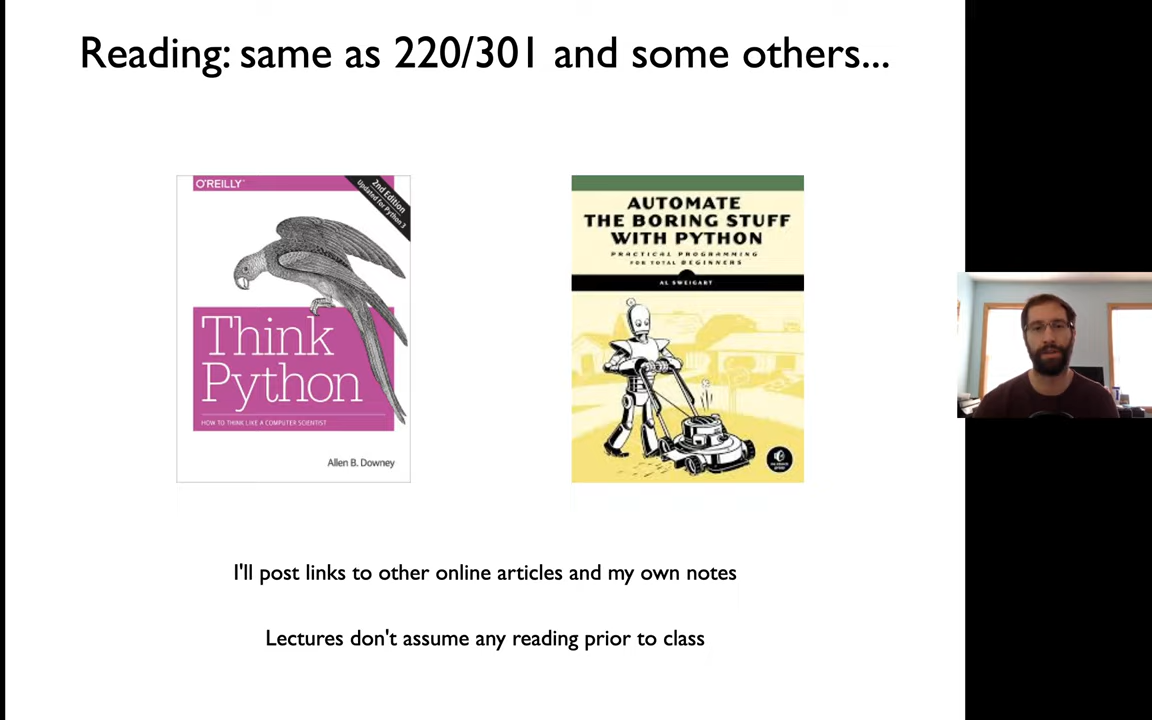 Reading: same as 220/301 and some others...
O'REILLY™
2nd Edition
Updated for Python 3
Think
Python
HOW TO THINK LIKE A COMPUTER SCIENTIST
Allen B. Downey
AUTOMATE
THE BORING STUFF
WITH PYTHON
PRACTICAL PROGRAMMING
FOR TOTAL BEGINNERS
AL SWEIGART
I'll post links to other online articles and my own notes
Lectures don't assume any reading prior to class